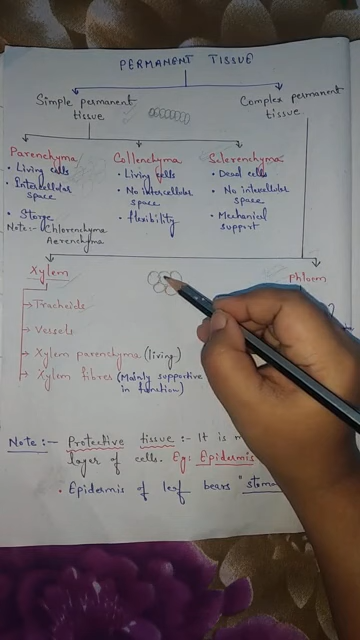 PERMANENT TISSUE
Simple permanent tissue
Complex permanent tissue
Parenchyma
• Living cells
• Intercellular space
• Storge
Note:- Chlorenchyma
Aerenchyma
Collenchyma
• Living cells
• No intercellular space
• flexibility
Sclerenchyma
• Dead cells
• No intercellular space
• Mechanical support
Xylem
→ Tracheids
→ Vessels
→ Xylem parenchyma (living)
→ Xylem fibres (Mainly supportive in function)
Phloem
Note :- Protective tissue :- It is
layer of cells. Eg: Epidermis
• Epidermis of leaf bears "stoma